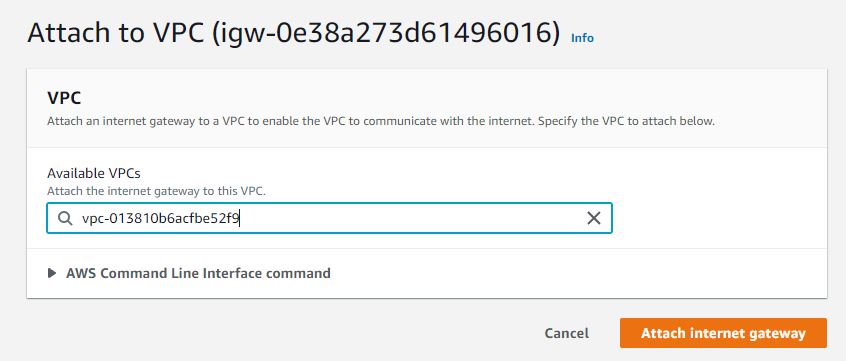 Attach to VPC (igw-0e38a273d61496016) Info
VPC
Attach an internet gateway to a VPC to enable the VPC to communicate with the internet. Specify the VPC to attach below.
Available VPCs
Attach the internet gateway to this VPC.
vpc-013810b6acfbe52f9
AWS Command Line Interface command
Cancel Attach internet gateway